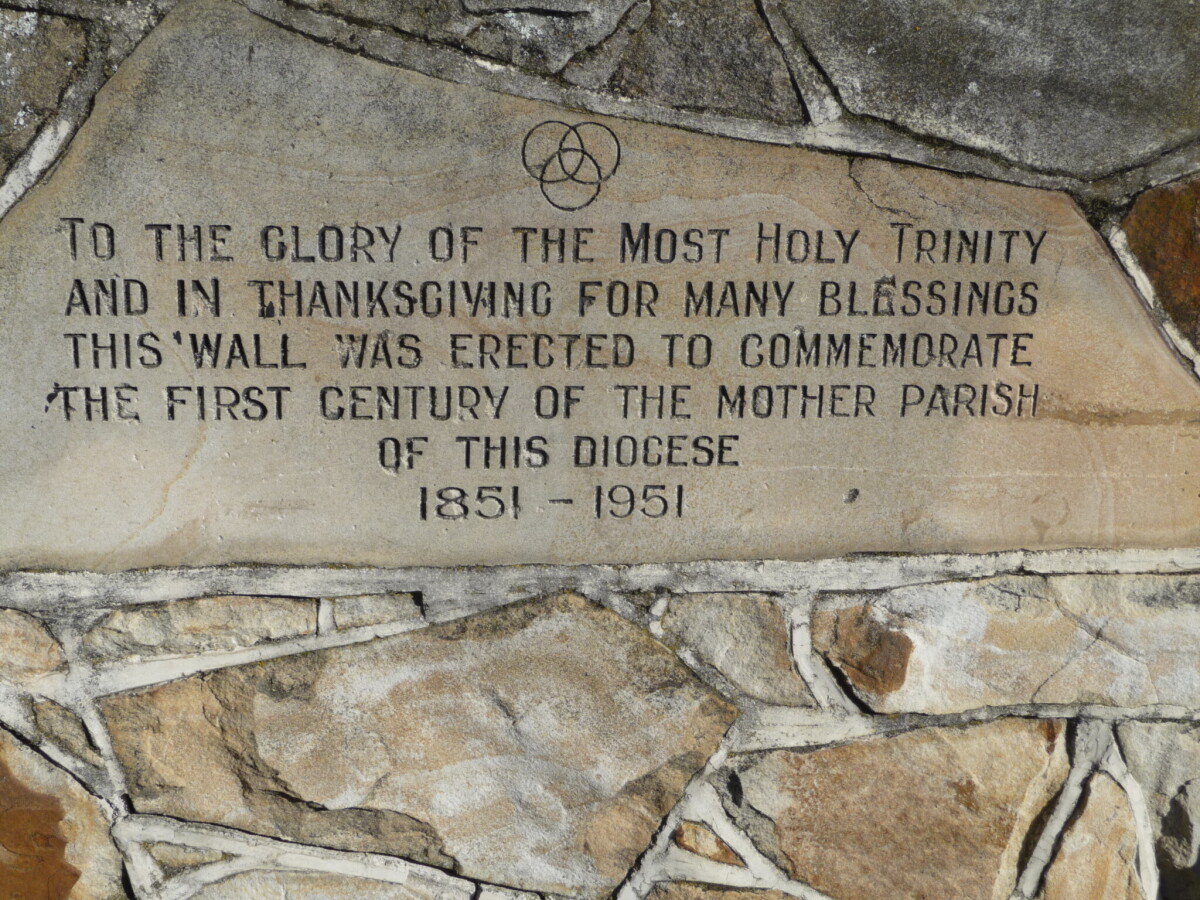 TO THE GLORY OF THE MOST HOLY TRINITY
AND IN THANKSGIVING FOR MANY BLESSINGS
THIS WALL WAS ERECTED TO COMMEMORATE
THE FIRST CENTURY OF THE MOTHER PARISH
OF THIS DIOCESE
1851 - 1951